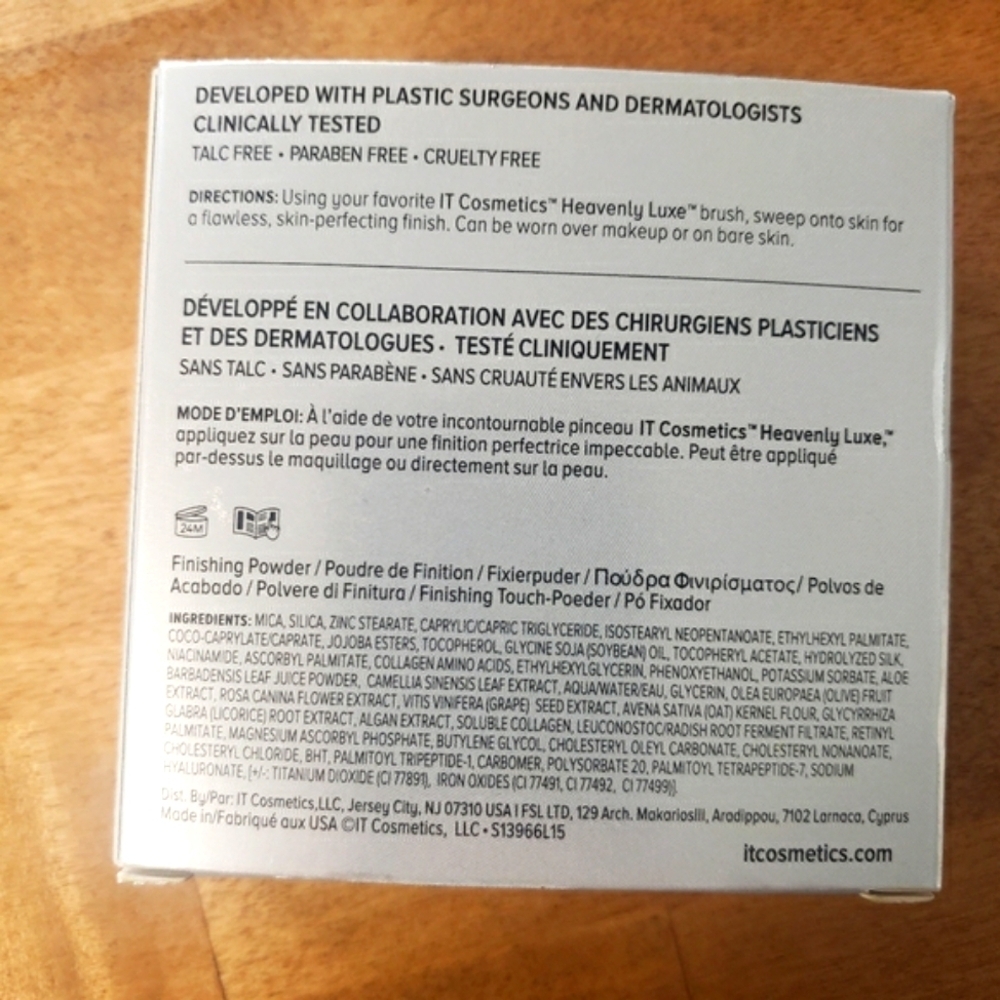 DEVELOPED WITH PLASTIC SURGEONS AND DERMATOLOGISTS
CLINICALLY TESTED
TALC FREE • PARABEN FREE • CRUELTY FREE
DIRECTIONS: Using your favorite IT Cosmetics™ Heavenly Luxe™ brush, sweep onto skin for
a flawless, skin-perfecting finish. Can be worn over makeup or on bare skin.
DÉVELOPPÉ EN COLLABORATION AVEC DES CHIRURGIENS PLASTICIENS
ET DES DERMATOLOGUES • TESTÉ CLINIQUEMENT
SANS TALC • SANS PARABÈNE • SANS CRUAUTÉ ENVERS LES ANIMAUX
MODE D'EMPLOI: À l'aide de votre incontournable pinceau IT Cosmetics™ Heavenly Luxe,™
appliquez sur la peau pour une finition perfectrice impeccable. Peut être appliqué
par-dessus le maquillage ou directement sur la peau.
24M
Finishing Powder / Poudre de Finition / Fixierpuder / Πούδρα Φινιρίσματος/ Polvos de
Acabado / Polvere di Finitura / Finishing Touch-Poeder / Pó Fixador
INGREDIENTS: MICA, SILICA, ZINC STEARATE, CAPRYLIC/CAPRIC TRIGLYCERIDE, ISOSTEARYL NEOPENTANOATE, ETHYLHEXYL PALMITATE,
COCO-CAPRYLATE/CAPRATE, JOJOBA ESTERS, TOCOPHEROL, GLYCINE SOJA (SOYBEAN) OIL, TOCOPHERYL ACETATE, HYDROLYZED SILK,
NIACINAMIDE, ASCORBYL PALMITATE, COLLAGEN AMINO ACIDS, ETHYLHEXYLGLYCERIN, PHENOXYETHANOL, POTASSIUM SORBATE, ALOE
BARBADENSIS LEAF JUICE POWDER, CAMELLIA SINENSIS LEAF EXTRACT, AQUA/WATER/EAU, GLYCERIN, OLEA EUROPAEA (OLIVE) FRUIT
EXTRACT, ROSA CANINA FLOWER EXTRACT, VITIS VINIFERA (GRAPE) SEED EXTRACT, AVENA SATIVA (OAT) KERNEL FLOUR, GLYCYRRHIZA
GLABRA (LICORICE) ROOT EXTRACT, ALGAN EXTRACT, SOLUBLE COLLAGEN, LEUCONOSTOC/RADISH ROOT FERMENT FILTRATE, RETINYL
PALMITATE, MAGNESIUM ASCORBYL PHOSPHATE, BUTYLENE GLYCOL, CHOLESTERYL OLEYL CARBONATE, CHOLESTERYL NONANOATE,
CHOLESTERYL CHLORIDE, BHT, PALMITOYL TRIPEPTIDE-1, CARBOMER, POLYSORBATE 20, PALMITOYL TETRAPEPTIDE-7, SODIUM
HYALURONATE, [+/-: TITANIUM DIOXIDE (CI 77891), IRON OXIDES (CI 77491, CI 77492, CI 77499)].
Dist. By/Par: IT Cosmetics,LLC, Jersey City, NJ 07310 USA I FSL LTD, 129 Arch. MakariosIII, Aradippou, 7102 Larnaca, Cyprus
Made in/Fabriqué aux USA ©IT Cosmetics, LLC • S13966L15
itcosmetics.com